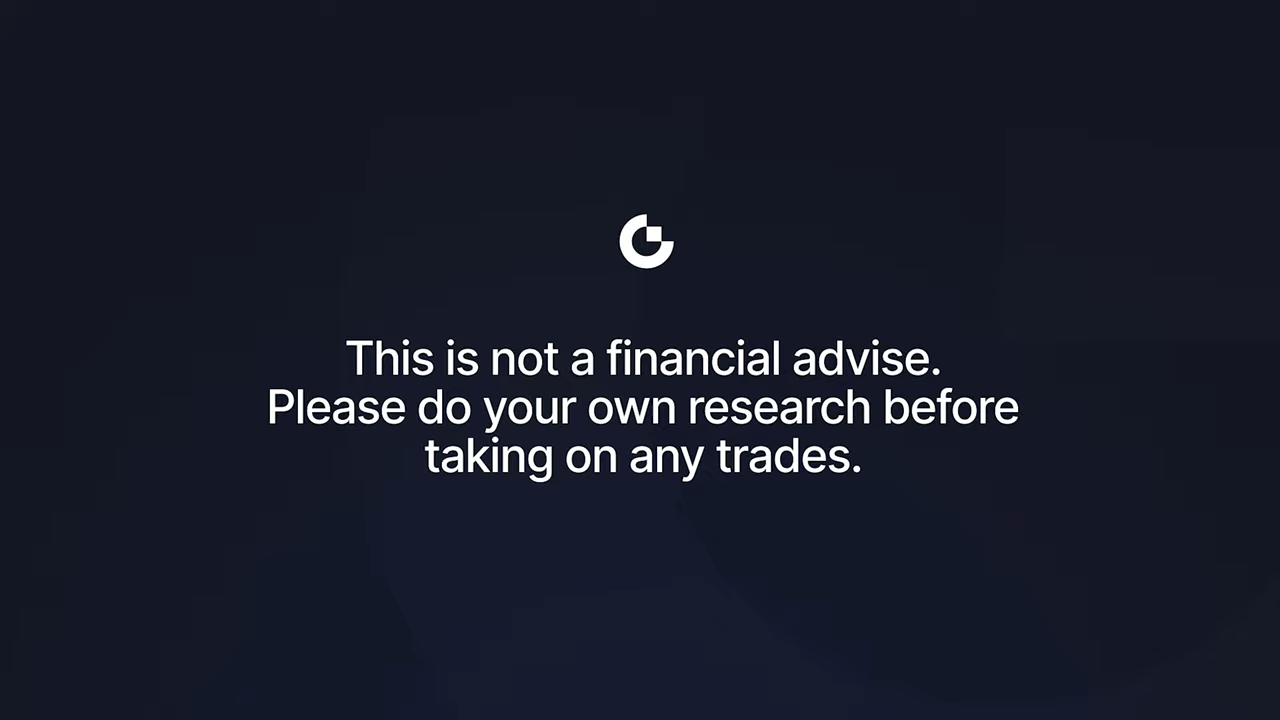 This is not a financial advise.
Please do your own research before
taking on any trades.